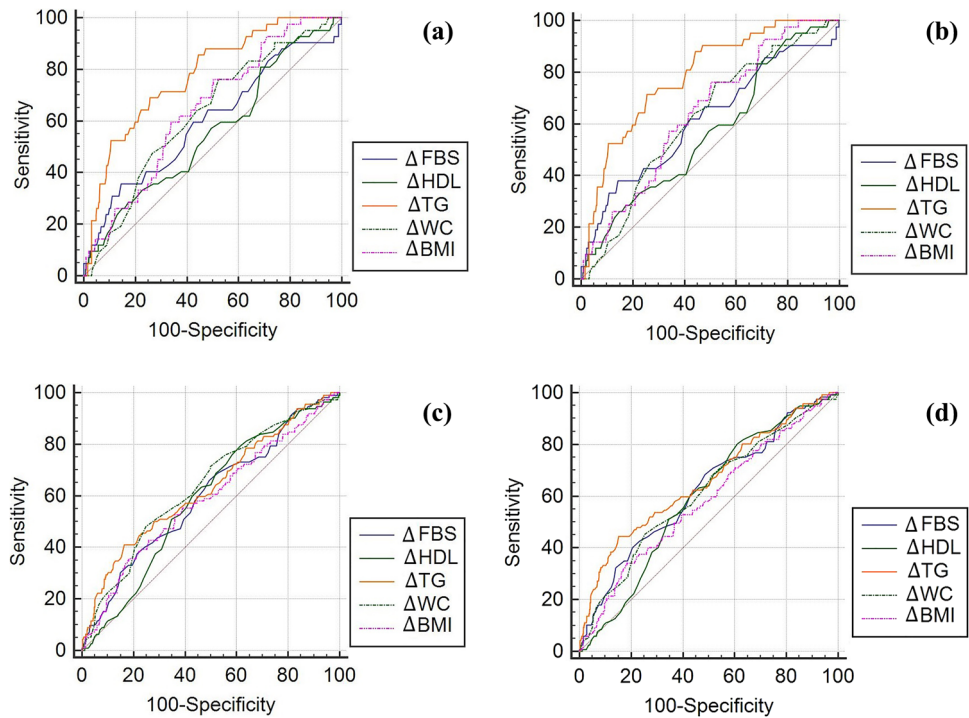 (a)
100
80
60
40
20
0
Sensitivity
0 20 40 60 80 100
100-Specificity
Δ FBS
ΔHDL
ΔTG
ΔWC
ΔBMI
(b)
100
80
60
40
20
0
Sensitivity
0 20 40 60 80 100
100-Specificity
Δ FBS
ΔHDL
ΔTG
ΔWC
ΔBMI
(c)
100
80
60
40
20
0
Sensitivity
0 20 40 60 80 100
100-Specificity
Δ FBS
ΔHDL
ΔTG
ΔWC
ΔBMI
(d)
100
80
60
40
20
0
Sensitivity
0 20 40 60 80 100
100-Specificity
Δ FBS
ΔHDL
ΔTG
ΔWC
ΔBMI